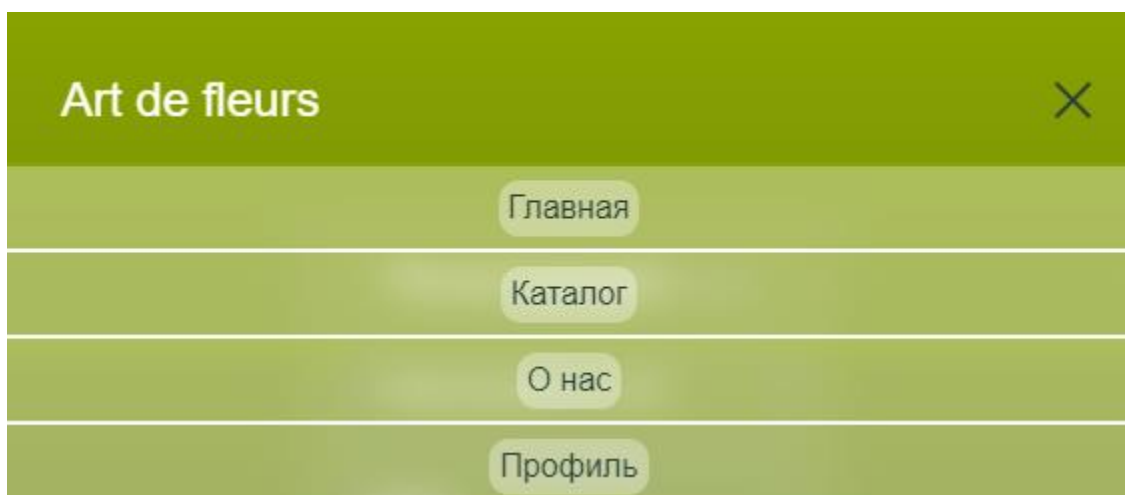 Art de fleurs
Главная
Каталог
О нас
Профиль